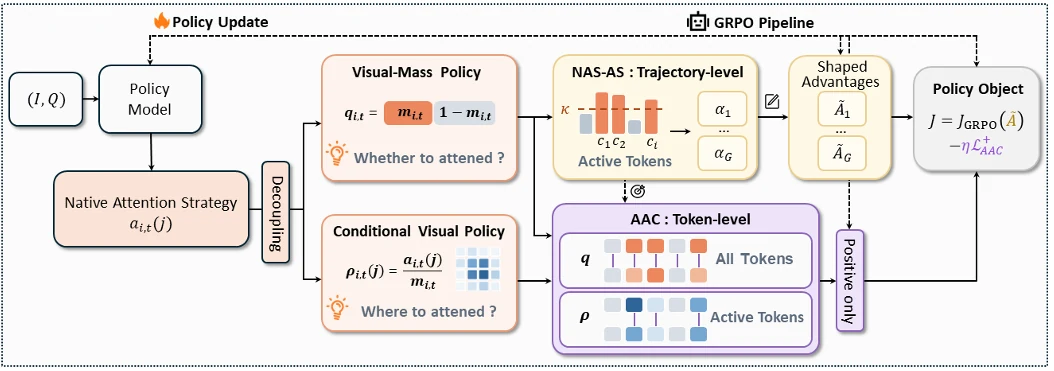 Policy Update
GRPO Pipeline
(I, Q)
Policy
Model
Native Attention Strategy
a_{i,t}(j)
Decoupling
Visual-Mass Policy
q_{i,t} = m_{i,t} 1 − m_{i,t}
Whether to attened ?
Conditional Visual Policy
ρ_{i,t}(j) = a_{i,t}(j) / m_{i,t}
Where to attened ?
NAS-AS : Trajectory-level
κ
c_1 c_2 c_i
Active Tokens
α_1
...
α_G
AAC : Token-level
q All Tokens
ρ Active Tokens
Shaped
Advantages
Ã_1
...
Ã_G
Positive only
Policy Object
J = J_{GRPO}(Ã)
−ηℒ^+_{AAC}